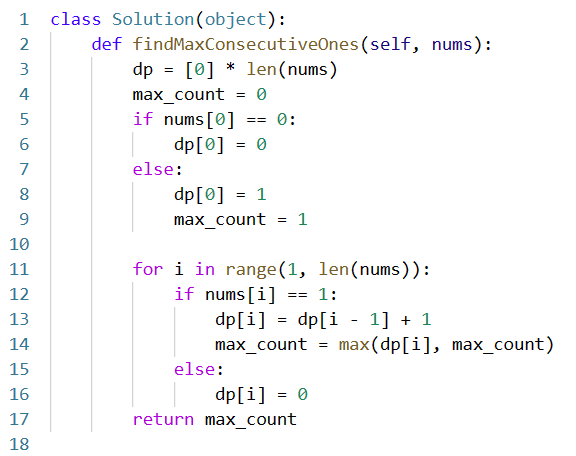 1 class Solution(object):
2     def findMaxConsecutiveOnes(self, nums):
3         dp = [0] * len(nums)
4         max_count = 0
5         if nums[0] == 0:
6             dp[0] = 0
7         else:
8             dp[0] = 1
9             max_count = 1
10
11         for i in range(1, len(nums)):
12             if nums[i] == 1:
13                 dp[i] = dp[i - 1] + 1
14                 max_count = max(dp[i], max_count)
15             else:
16                 dp[i] = 0
17         return max_count
18